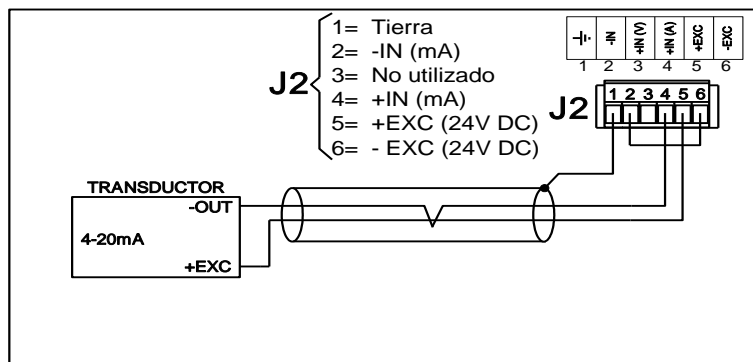 J2
1= Tierra
2= -IN (mA)
3= No utilizado
4= +IN (mA)
5= +EXC (24V DC)
6= - EXC (24V DC)
-IN
+IN (V)
+IN (A)
+EXC
-EXC
1 2 3 4 5 6
J2
1 2 3 4 5 6
TRANSDUCTOR
-OUT
4-20mA
+EXC